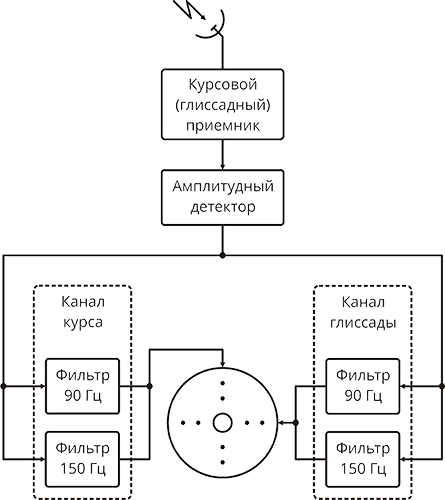 Курсовой
(глиссадный)
приемник
Амплитудный
детектор
Канал
курса
Фильтр
90 Гц
Фильтр
150 Гц
Канал
глиссады
Фильтр
90 Гц
Фильтр
150 Гц